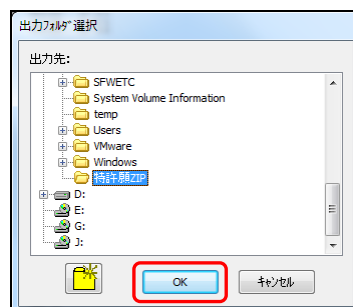 出力ﾌｫﾙﾀﾞ選択
出力先:
SFWETC
System Volume Information
temp
Users
VMware
Windows
特許願ZIP
D:
E:
G:
J:
OK
ｷｬﾝｾﾙ